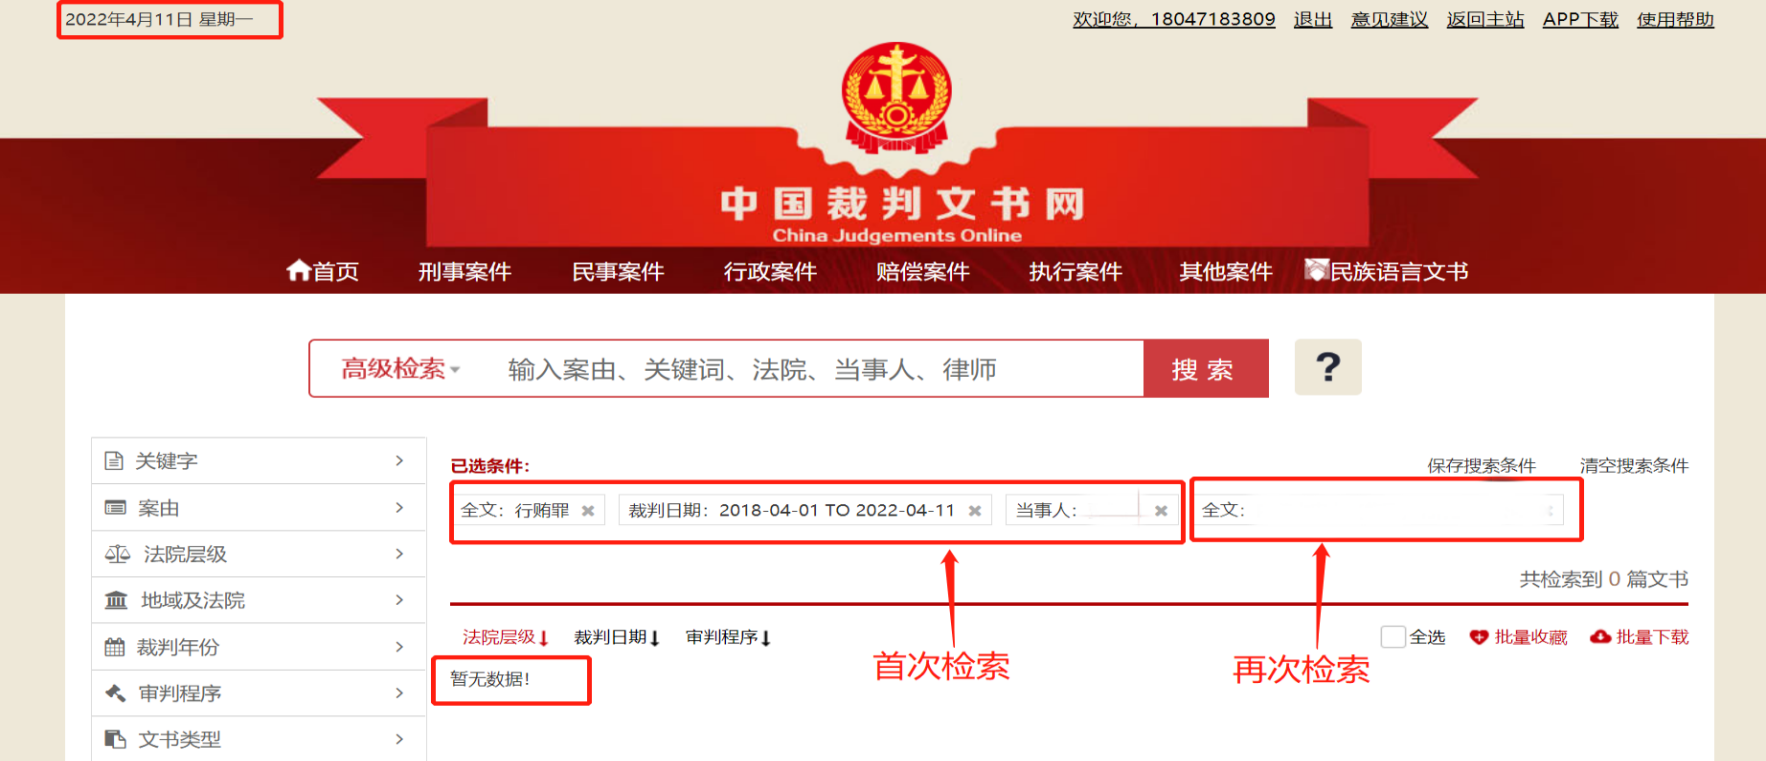 2022年4月11日 星期一
欢迎您，18047183809 退出 意见建议 返回主站 APP下载 使用帮助
中国裁判文书网
China Judgements Online
首页 刑事案件 民事案件 行政案件 赔偿案件 执行案件 其他案件 民族语言文书
高级检索 输入案由、关键词、法院、当事人、律师 搜索 ?
关键字
案由
法院层级
地域及法院
裁判年份
审判程序
文书类型
已选条件:
保存搜索条件 清空搜索条件
全文：行贿罪 裁判日期：2018-04-01 TO 2022-04-11 当事人： 全文：
共检索到 0 篇文书
法院层级 裁判日期 审判程序 全选 批量收藏 批量下载
暂无数据!
首次检索 再次检索